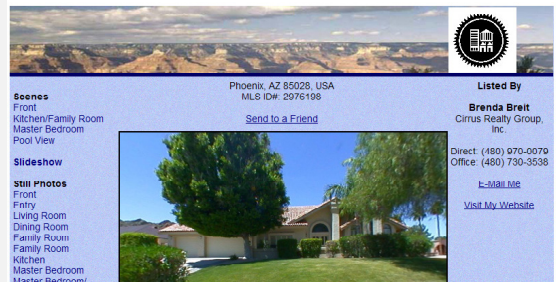 Scenes
Front
Kitchen/Family Room
Master Bedroom
Pool View
Slideshow
Still Photos
Front
Entry
Living Room
Dining Room
Family Room
Family Room
Kitchen
Master Bedroom
Master Bedroom/
Phoenix, AZ 85028, USA
MLS ID#: 2976198
Send to a Friend
Listed By
Brenda Breit
Cirrus Realty Group,
Inc.
Direct: (480) 970-0079
Office: (480) 730-3538
E-Mail Me
Visit My Website